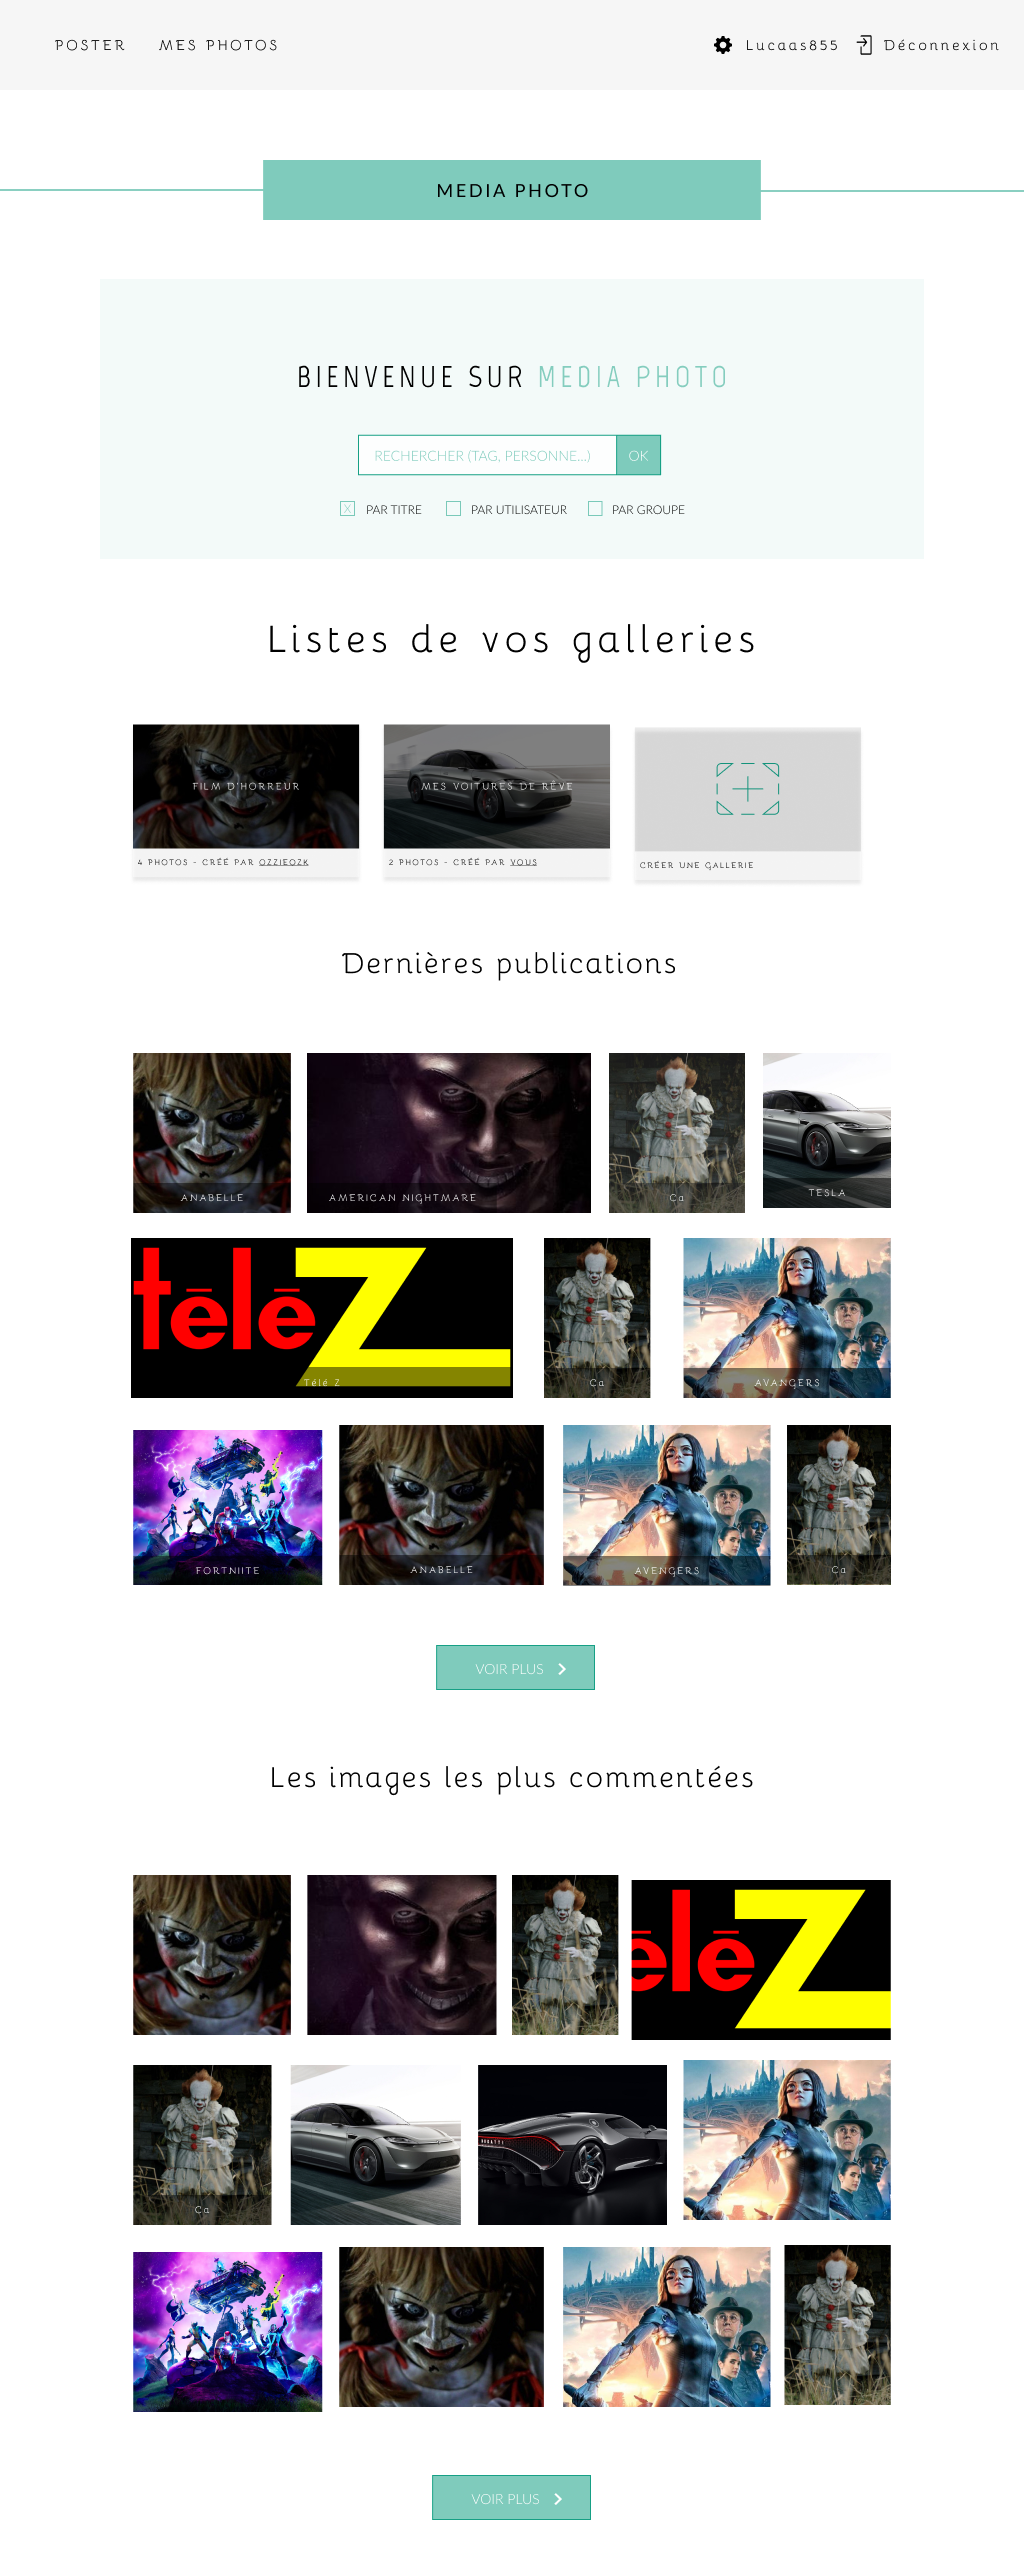 POSTER MES PHOTOS Lucaas855 Déconnexion
MEDIA PHOTO
BIENVENUE SUR MEDIA PHOTO
RECHERCHER (TAG, PERSONNE...) OK
X PAR TITRE PAR UTILISATEUR PAR GROUPE
Listes de vos galleries
FILM D'HORREUR
MES VOITURES DE RÊVE
4 PHOTOS - CRÉÉ PAR OZZIEOZK
2 PHOTOS - CRÉÉ PAR VOUS
CRÉER UNE GALLERIE
Dernières publications
ANABELLE
AMERICAN NIGHTMARE
Ca
TESLA
télé Z
Télé Z
Ca
AVANGERS
FORTNIITE
ANABELLE
AVENGERS
Ca
VOIR PLUS
Les images les plus commentées
éléZ
Ca
BUGATTI
VOIR PLUS